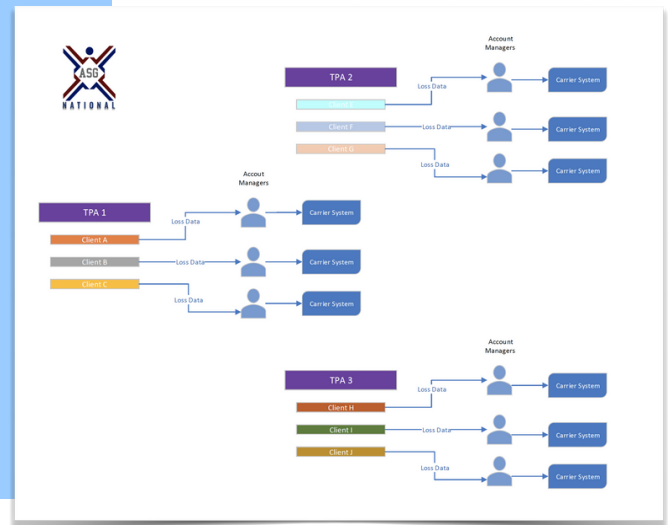 ASG
NATIONAL
Account
Managers
TPA 2
Loss Data
Carrier System
Client F
Loss Data
Carrier System
Client G
Loss Data
Carrier System
Accout
Managers
TPA 1
Loss Data
Carrier System
Client A
Client B
Loss Data
Carrier System
Client C
Loss Data
Carrier System
Account
Managers
TPA 3
Loss Data
Carrier System
Client H
Client I
Loss Data
Carrier System
Client J
Loss Data
Carrier System